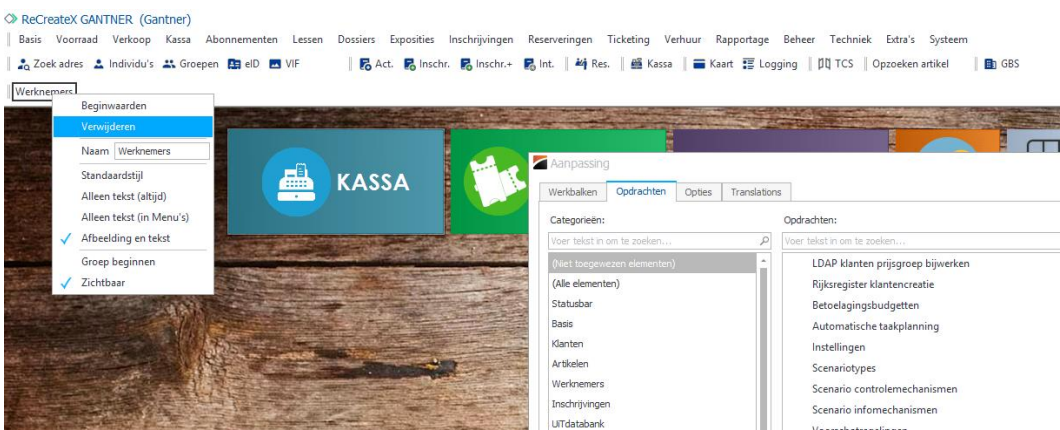 ReCreateX GANTNER (Gantner)
Basis Voorraad Verkoop Kassa Abonnementen Lessen Dossiers Exposities Inschrijvingen Reserveringen Ticketing Verhuur Rapportage Beheer Techniek Extra's Systeem
Zoek adres Individu's Groepen eID VIF Act. Inschr. Inschr.+ Int. Res. Kassa Kaart Logging TCS Opzoeken artikel GBS
Werknemers
Beginwaarden
Verwijderen
Naam Werknemers
Standaardstijl
Alleen tekst (altijd)
Alleen tekst (in Menu's)
Afbeelding en tekst
Groep beginnen
Zichtbaar
KASSA
Aanpassing
Werkbalken Opdrachten Opties Translations
Categorieën:
Voer tekst in om te zoeken...
(Niet toegewezen elementen)
(Alle elementen)
Statusbar
Basis
Klanten
Artikelen
Werknemers
Inschrijvingen
UiTdatabank
Opdrachten:
Voer tekst in om te zoeken...
LDAP klanten prijsgroep bijwerken
Rijksregister klantencreatie
Betoelagingsbudgetten
Automatische taakplanning
Instellingen
Scenariotypes
Scenario controlemechanismen
Scenario infomechanismen